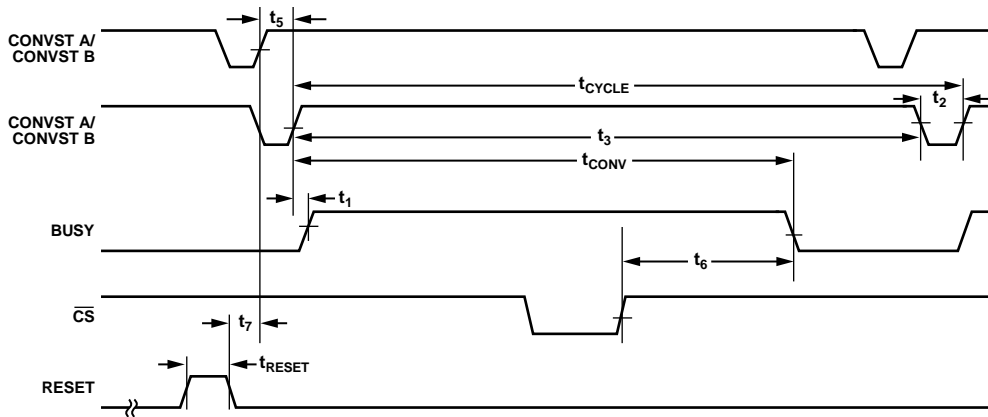 t5
CONVST A/
CONVST B
tCYCLE
t2
CONVST A/
CONVST B
t3
tCONV
t1
BUSY
t6
CS
t7
tRESET
RESET